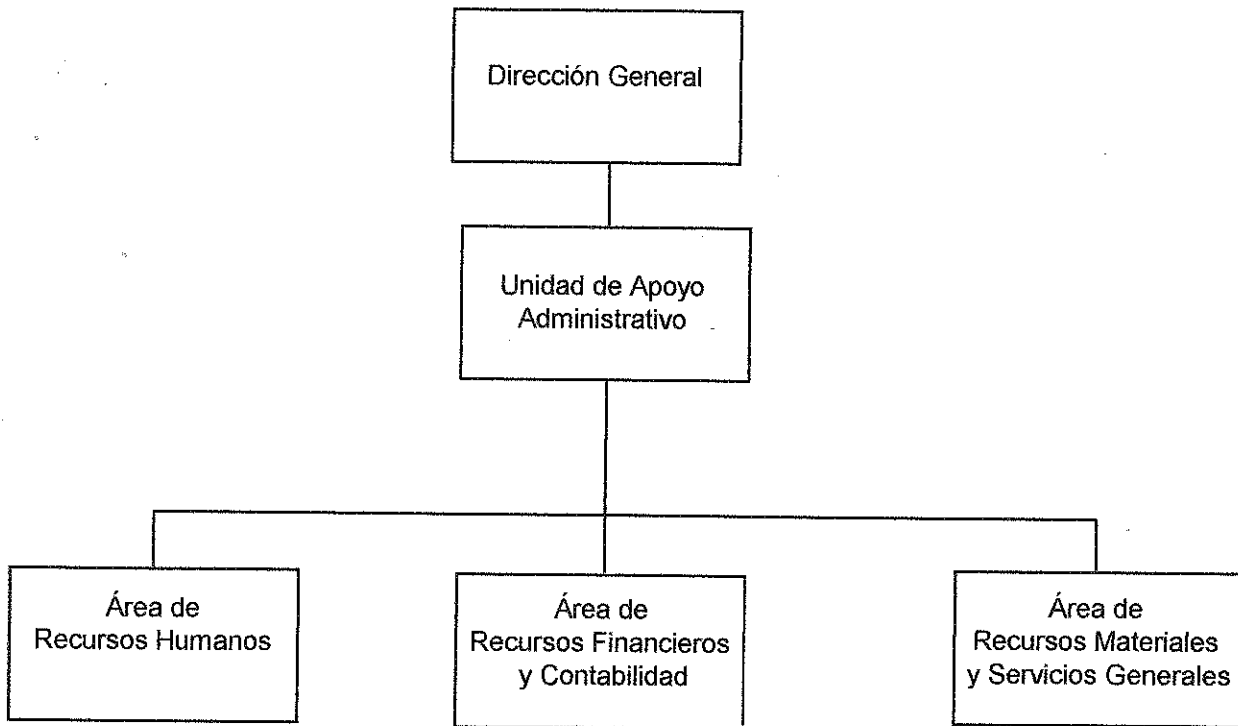 Dirección General
Unidad de Apoyo
Administrativo
Área de
Recursos Humanos
Área de
Recursos Financieros
y Contabilidad
Área de
Recursos Materiales
y Servicios Generales